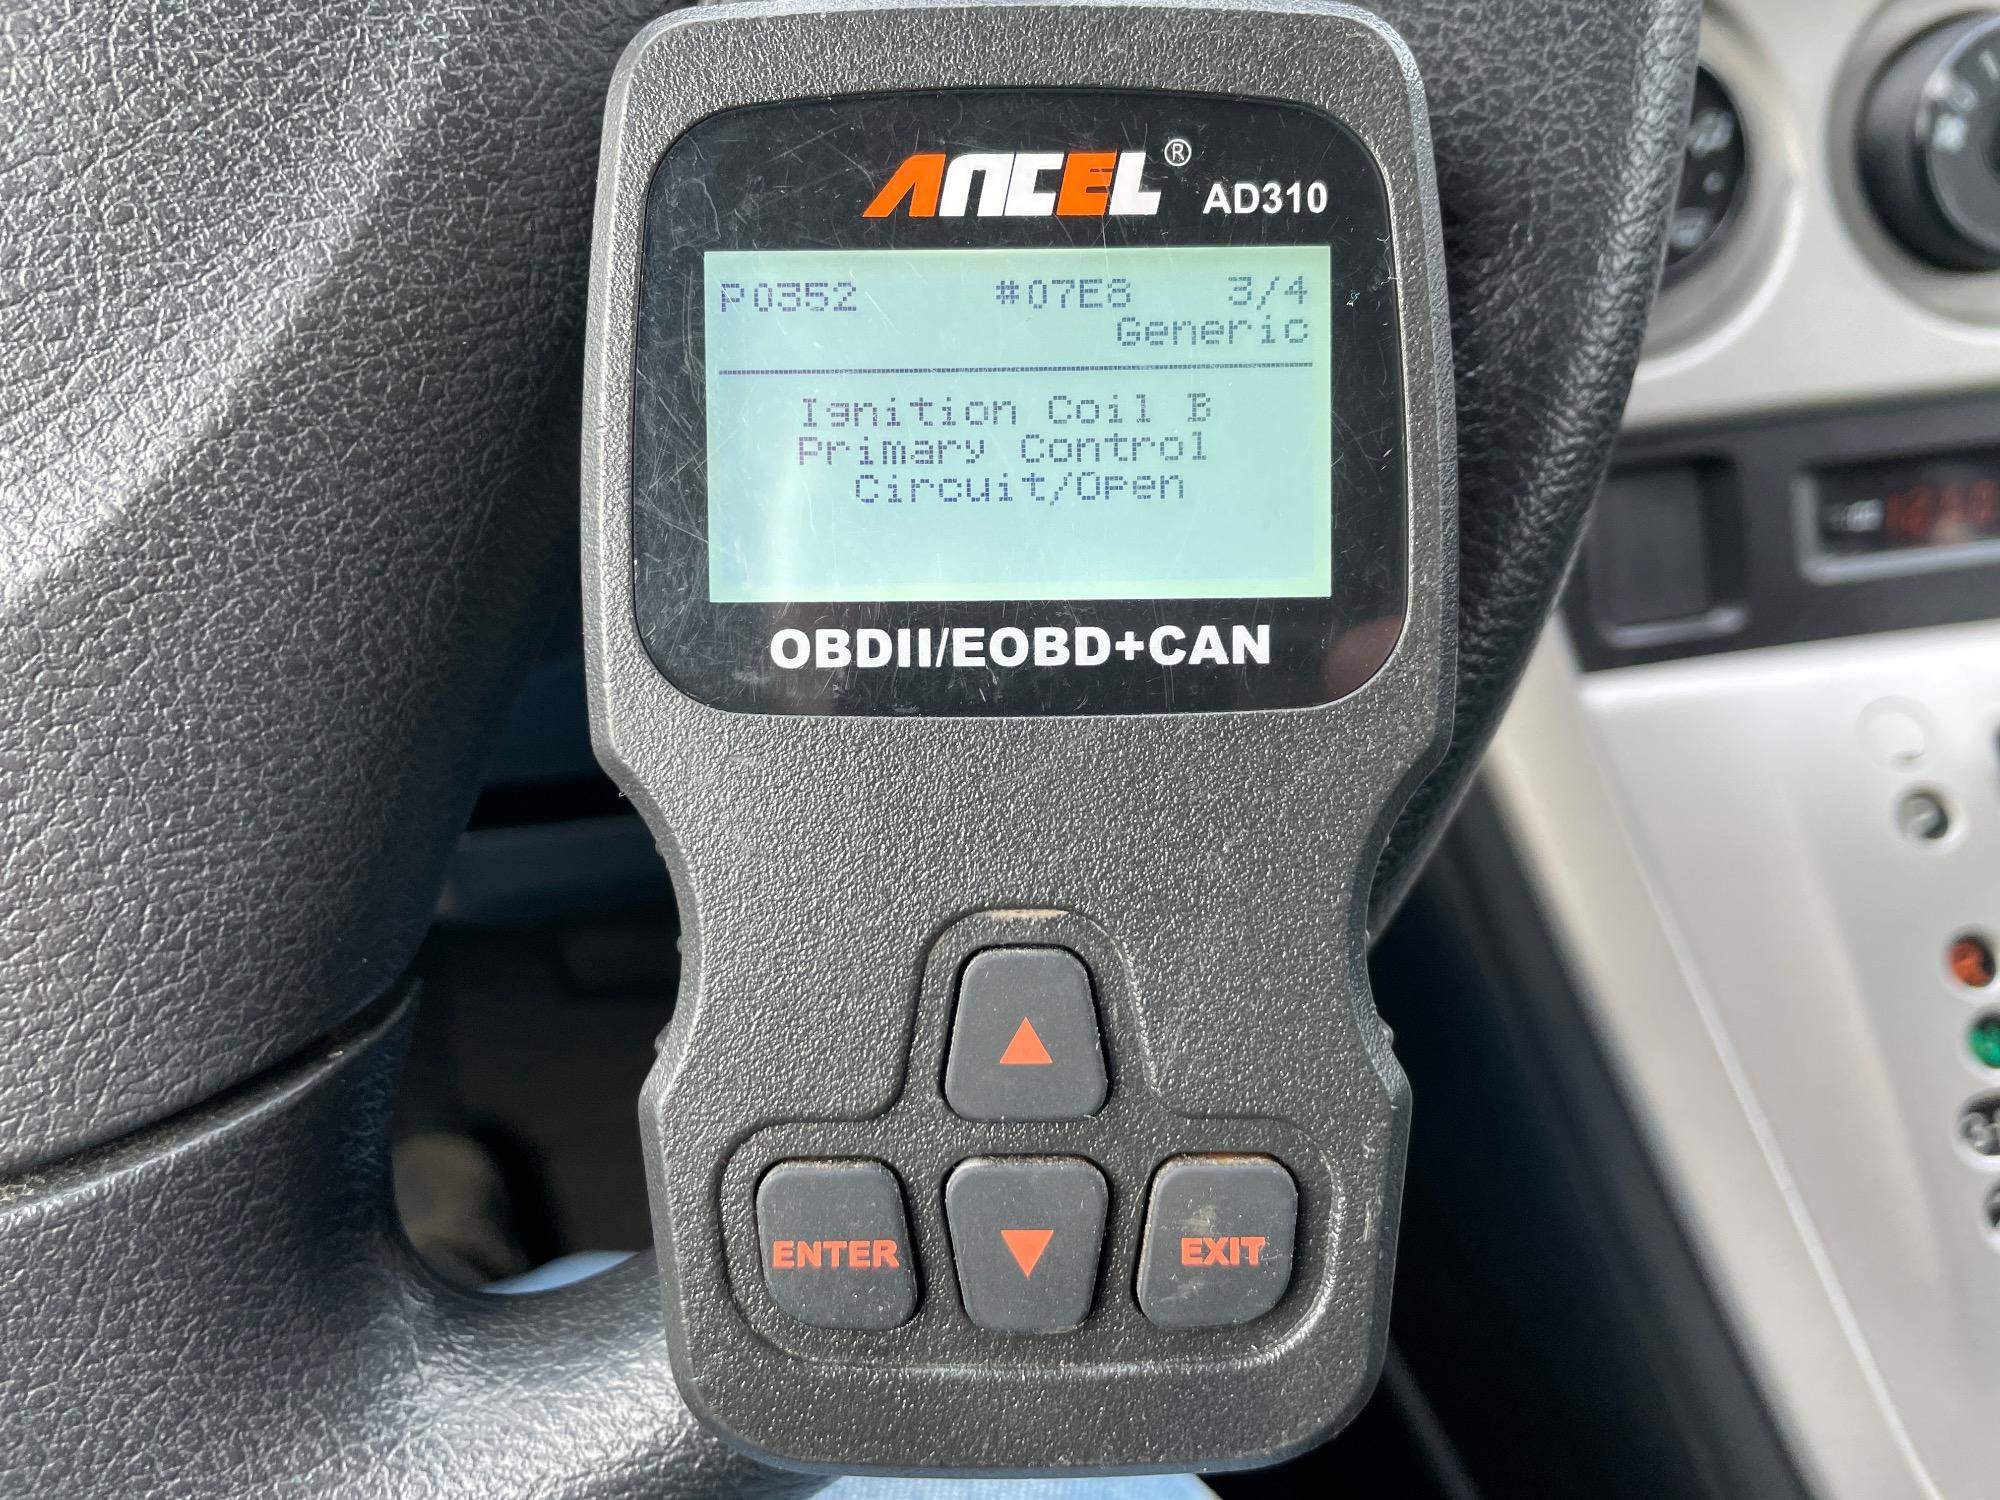 ANCEL® AD310
P0352 #07E8 3/4
Generic
Ignition Coil B
Primary Control
Circuit/Open
OBDII/EOBD+CAN
ENTER
EXIT